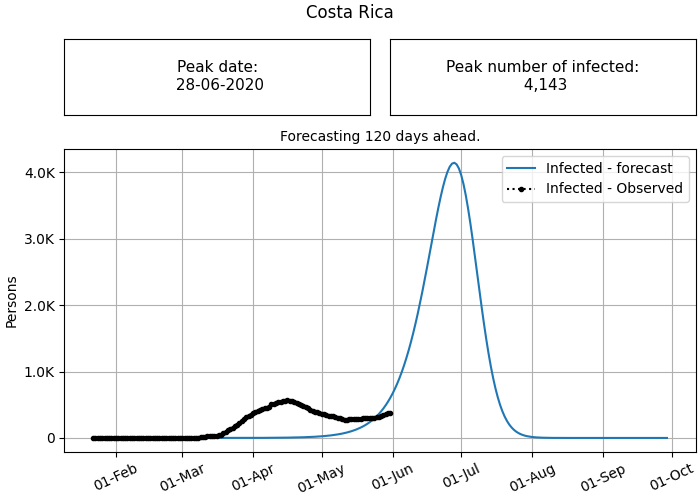 Costa Rica
Peak date:
28-06-2020
Peak number of infected:
4,143
Forecasting 120 days ahead.
Infected - forecast
Infected - Observed
4.0K
3.0K
2.0K
1.0K
0
Persons
01-Feb
01-Mar
01-Apr
01-May
01-Jun
01-Jul
01-Aug
01-Sep
01-Oct